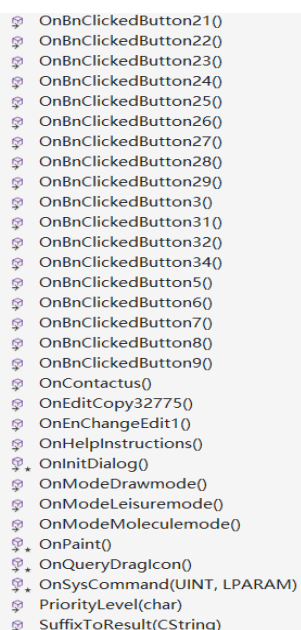 OnBnClickedButton21()
OnBnClickedButton22()
OnBnClickedButton23()
OnBnClickedButton24()
OnBnClickedButton25()
OnBnClickedButton26()
OnBnClickedButton27()
OnBnClickedButton28()
OnBnClickedButton29()
OnBnClickedButton3()
OnBnClickedButton31()
OnBnClickedButton32()
OnBnClickedButton34()
OnBnClickedButton5()
OnBnClickedButton6()
OnBnClickedButton7()
OnBnClickedButton8()
OnBnClickedButton9()
OnContactus()
OnEditCopy32775()
OnEnChangeEdit1()
OnHelpInstructions()
OnInitDialog()
OnModeDrawmode()
OnModeLeisuremode()
OnModeMoleculemode()
OnPaint()
OnQueryDragIcon()
OnSysCommand(UINT, LPARAM)
PriorityLevel(char)
SuffixToResult(CString)